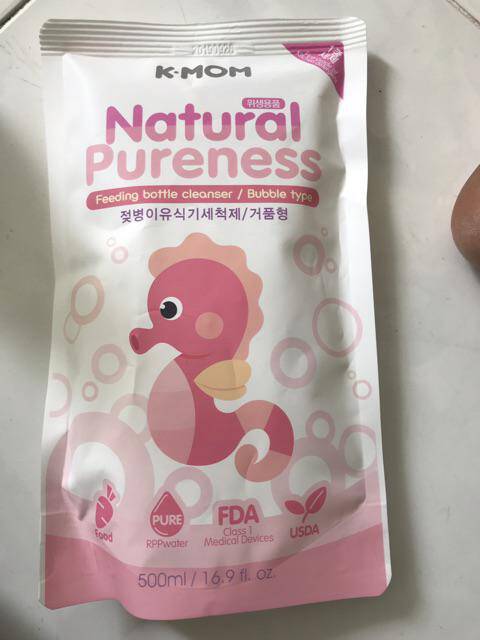 K-MOM
위생용품
Natural
Pureness
Feeding bottle cleanser / Bubble type
젖병이유식기세척제/거품형
Food
PURE
RPPwater
FDA
Class 1
Medical Devices
USDA
500ml / 16.9 fl. oz.